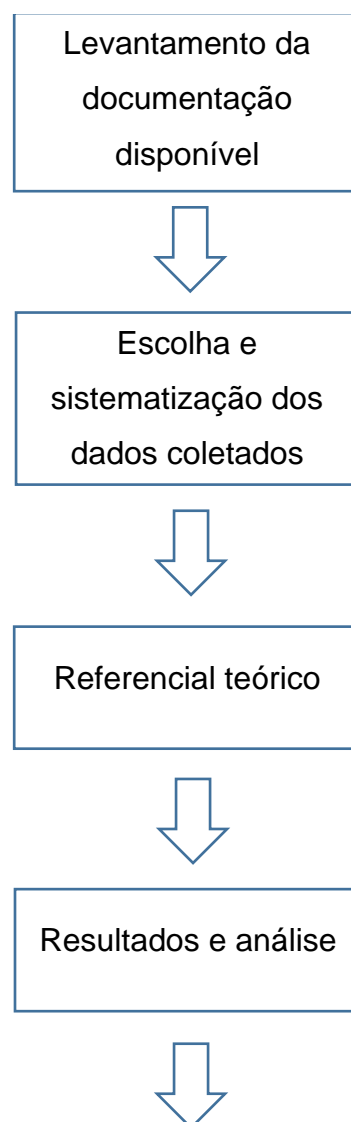 Levantamento da
documentação
disponível
Escolha e
sistematização dos
dados coletados
Referencial teórico
Resultados e análise